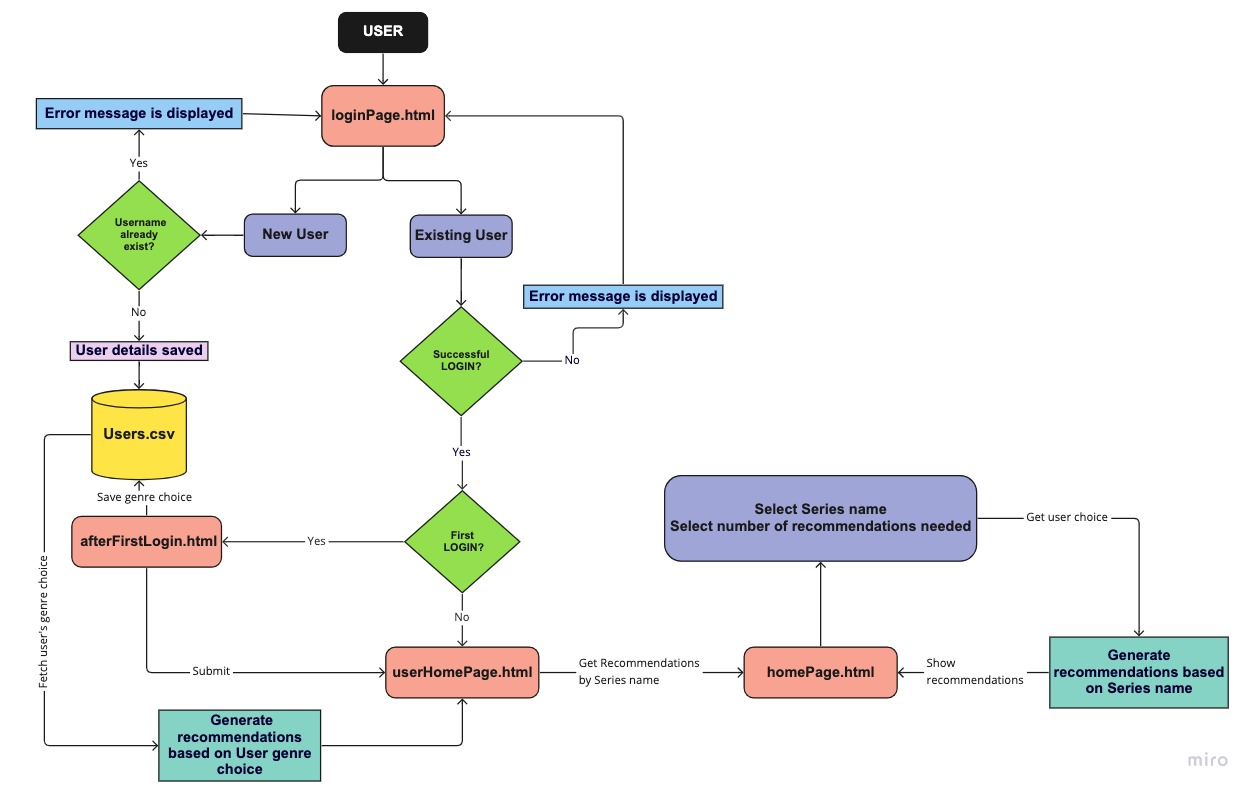 USER
Error message is displayed
loginPage.html
Yes
Username
already
exist?
New User
Existing User
Error message is displayed
No
User details saved
Successful
LOGIN?
No
Users.csv
Yes
Save genre choice
Select Series name
Select number of recommendations needed
Get user choice
afterFirstLogin.html
Yes
First
LOGIN?
Fetch user's genre choice
No
Submit
userHomePage.html
Get Recommendations
by Series name
homePage.html
Show
recommendations
Generate
recommendations based
on Series name
Generate
recommendations
based on User genre
choice
miro